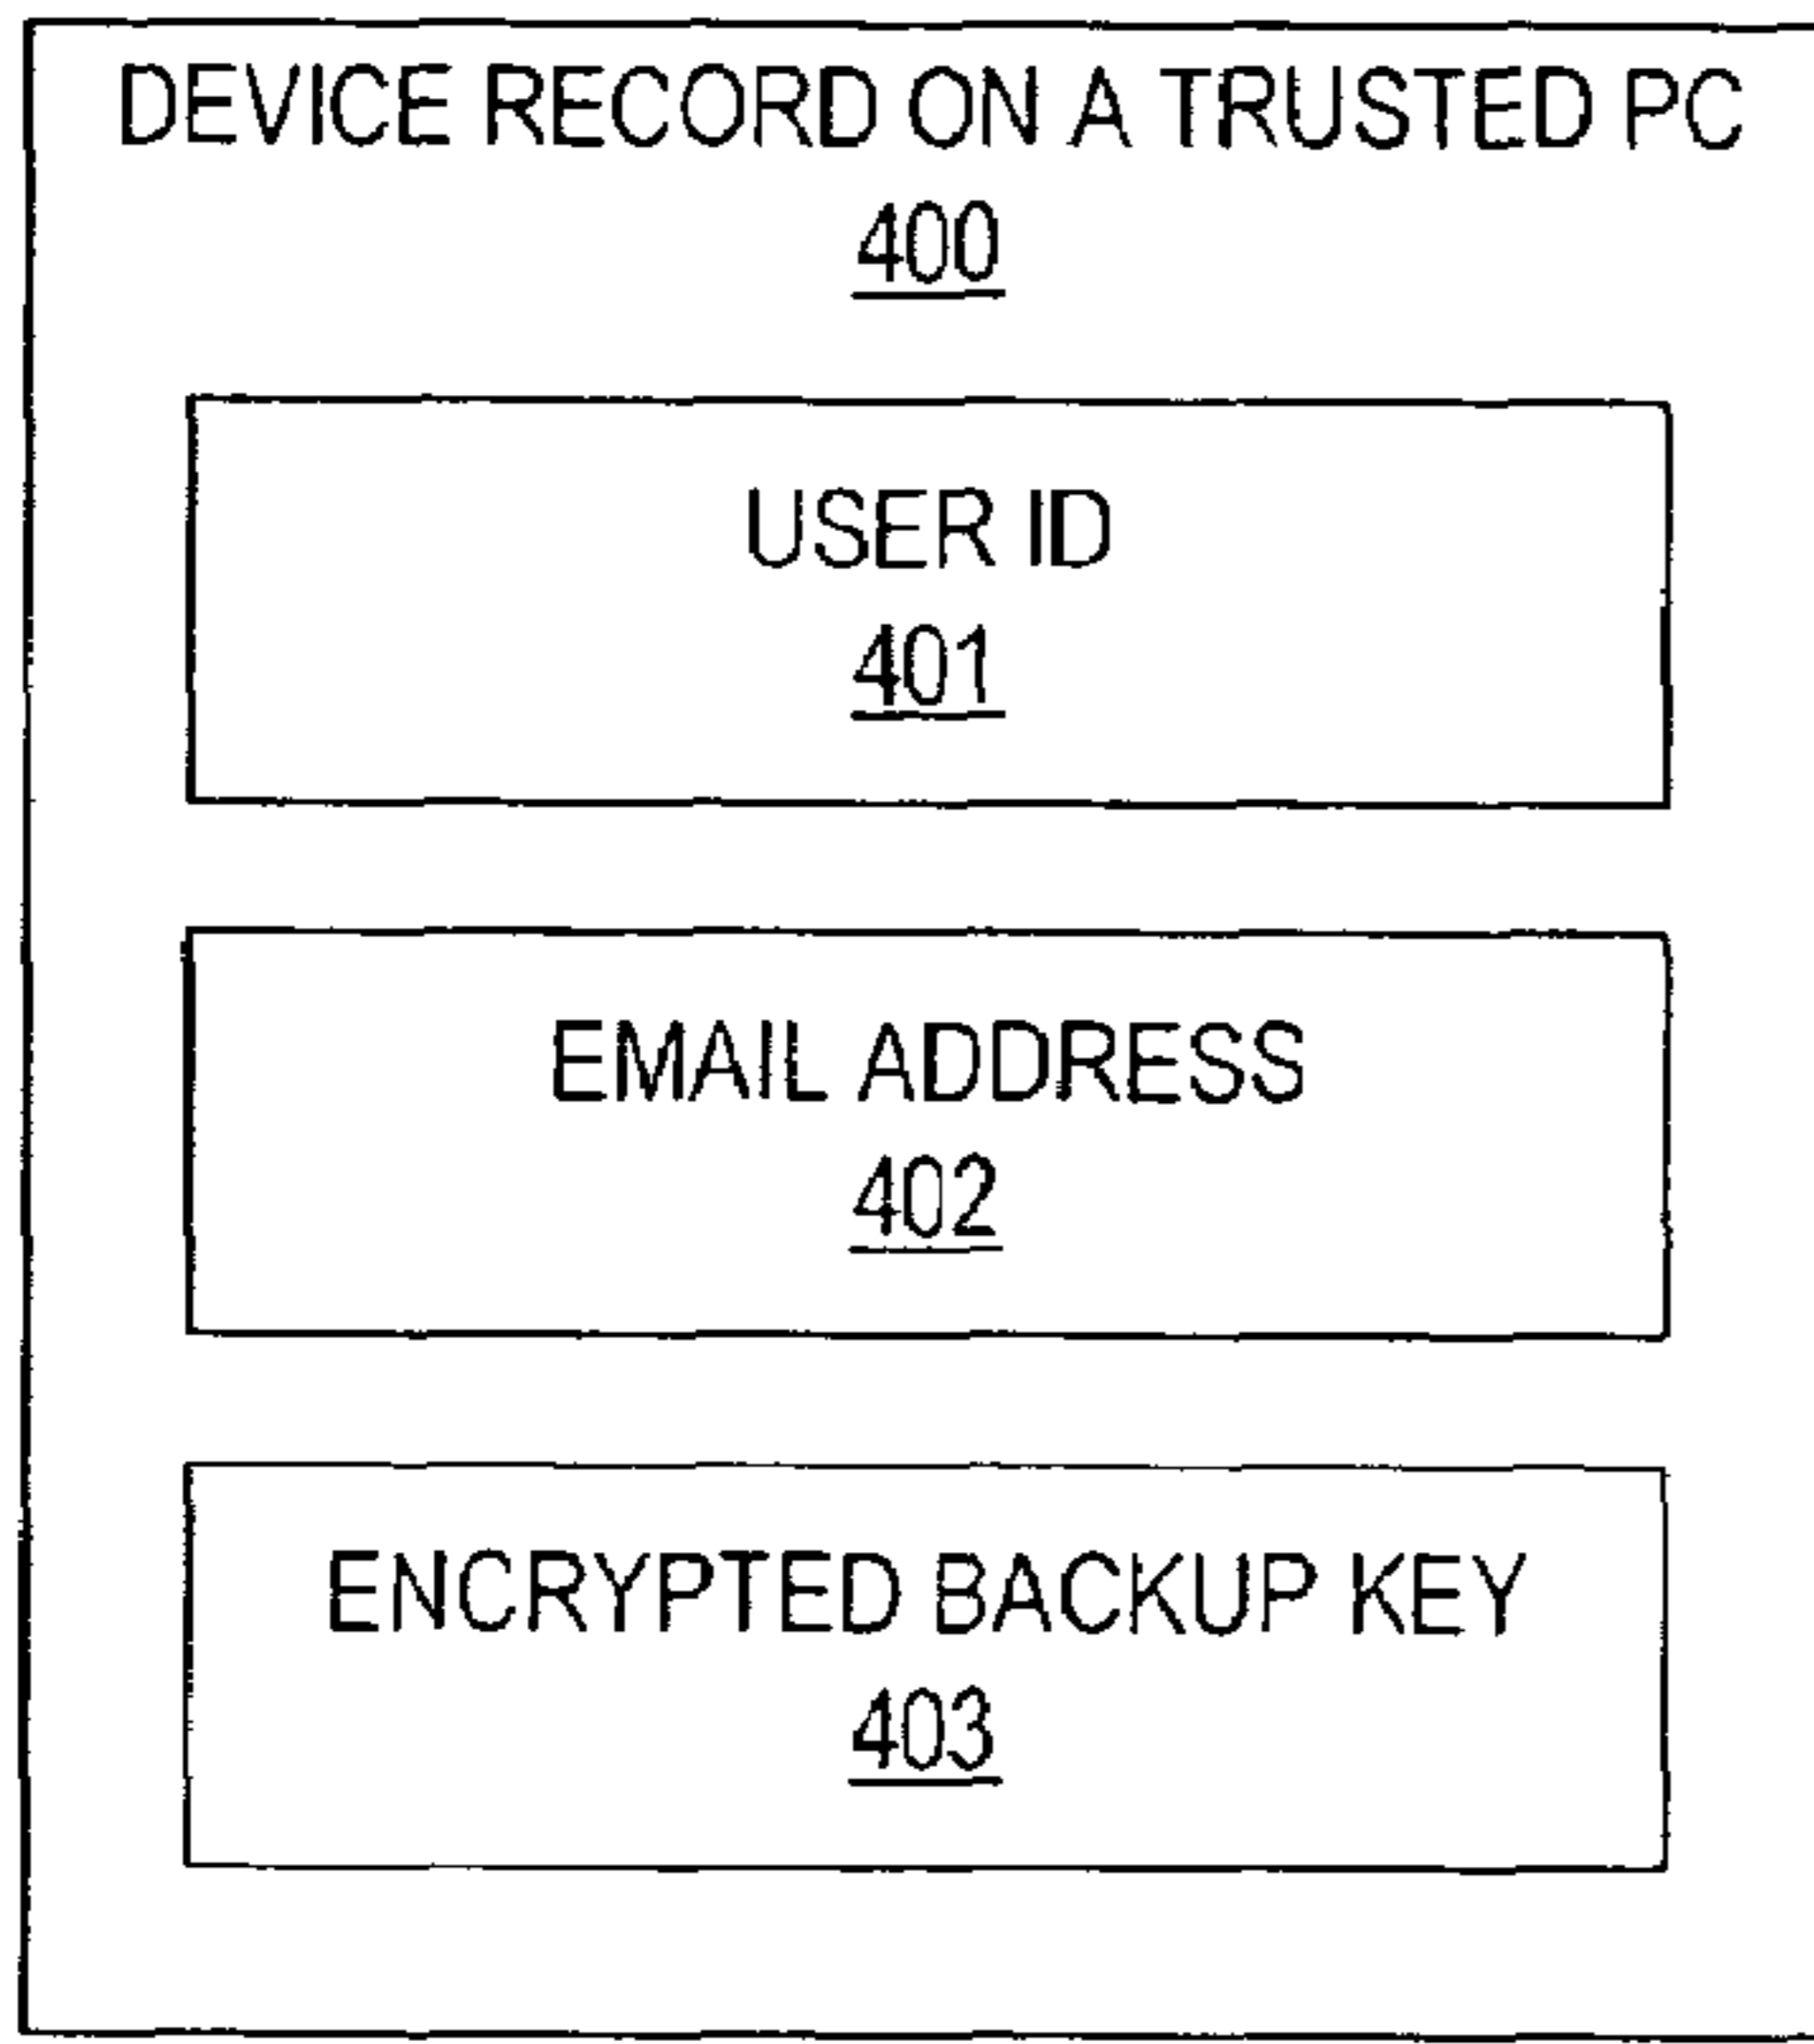 DEVICE RECORD ON A TRUSTED PC
400
USER ID
401
EMAIL ADDRESS
402
ENCRYPTED BACKUP KEY
403